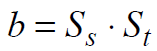 b = S_s · S_t